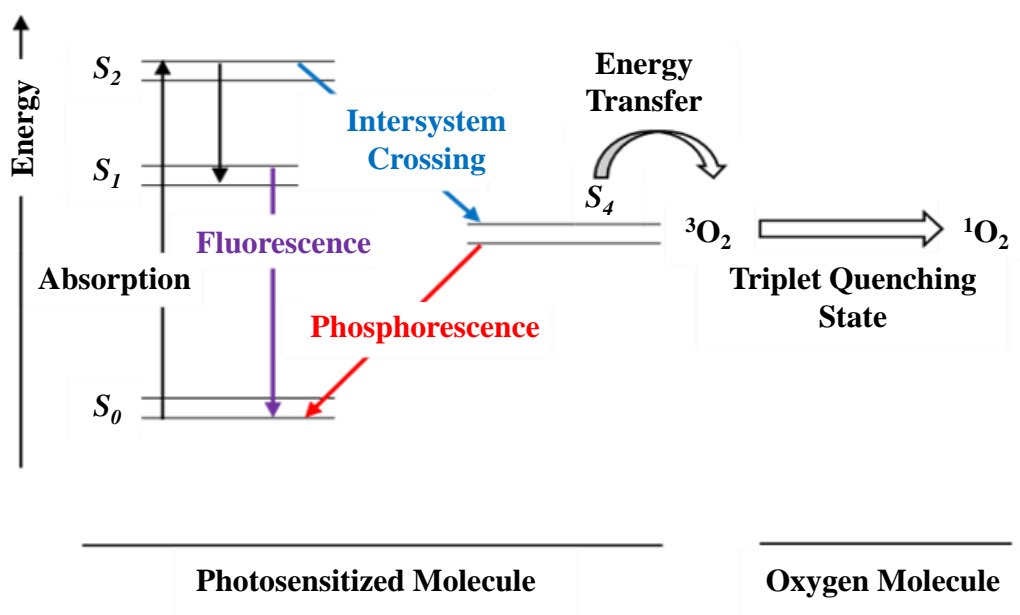 Energy
S2
Energy
Transfer
Intersystem
Crossing
S1
S4
Fluorescence
³O₂
¹O₂
Absorption
Triplet Quenching
State
Phosphorescence
S0
Photosensitized Molecule
Oxygen Molecule